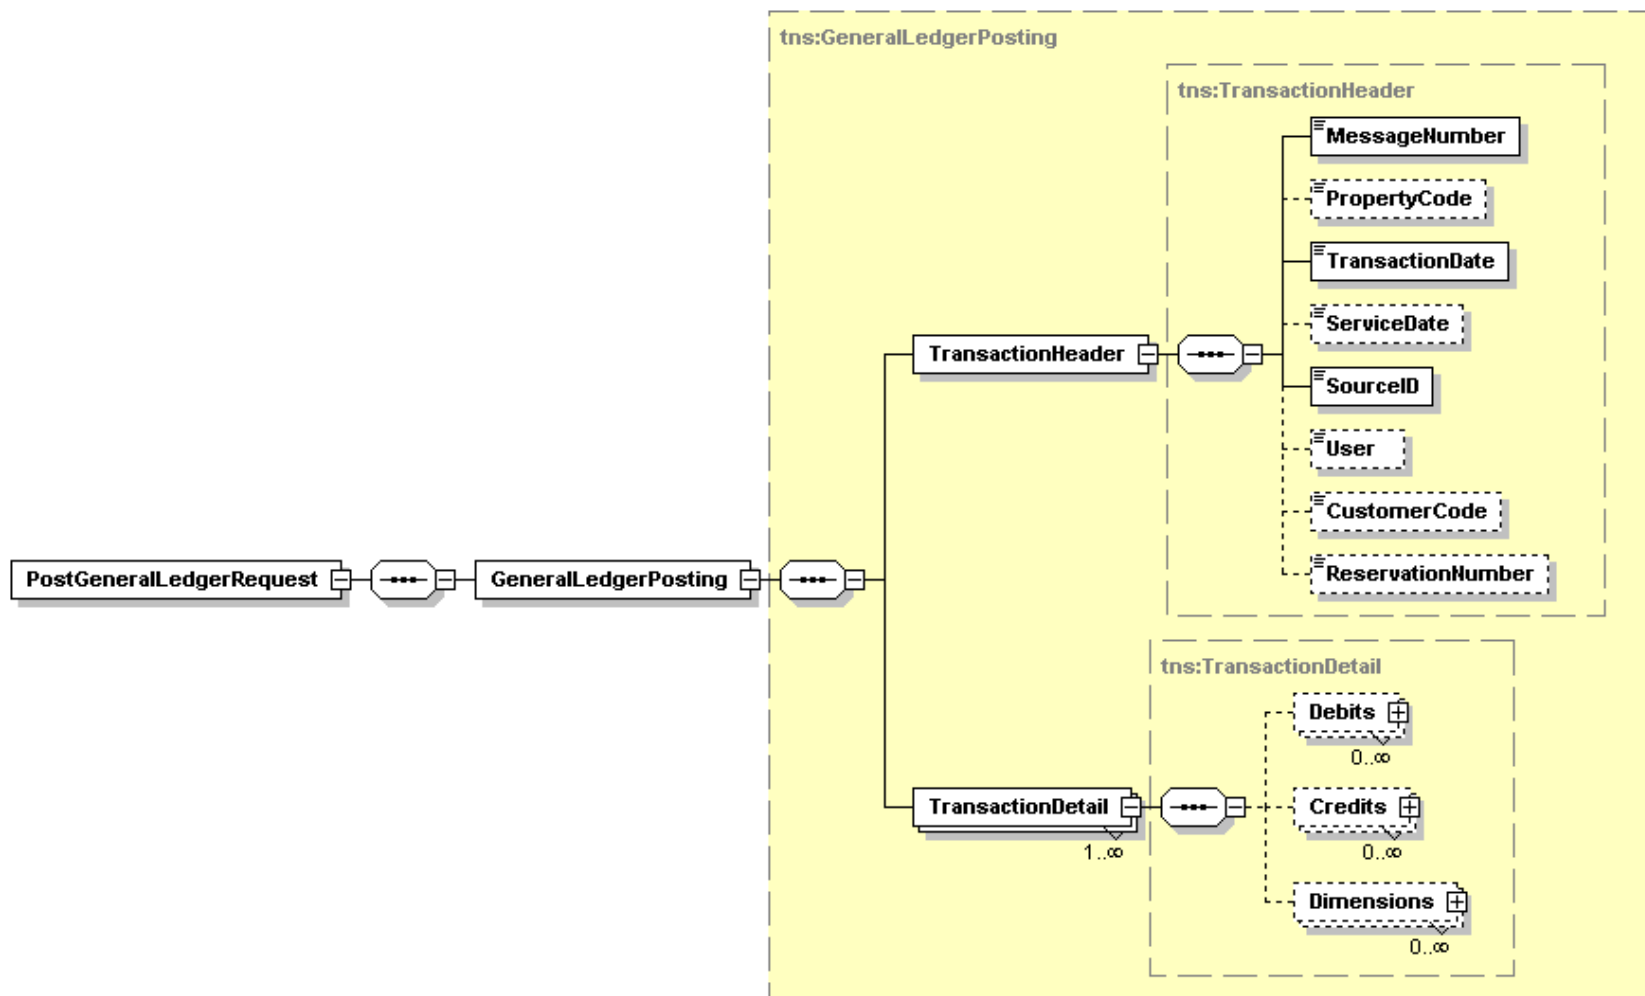 tns:GeneralLedgerPosting
tns:TransactionHeader
MessageNumber
PropertyCode
TransactionDate
ServiceDate
TransactionHeader
SourceID
User
CustomerCode
PostGeneralLedgerRequest
GeneralLedgerPosting
ReservationNumber
tns:TransactionDetail
Debits
0..∞
TransactionDetail
1..∞
Credits
0..∞
Dimensions
0..∞